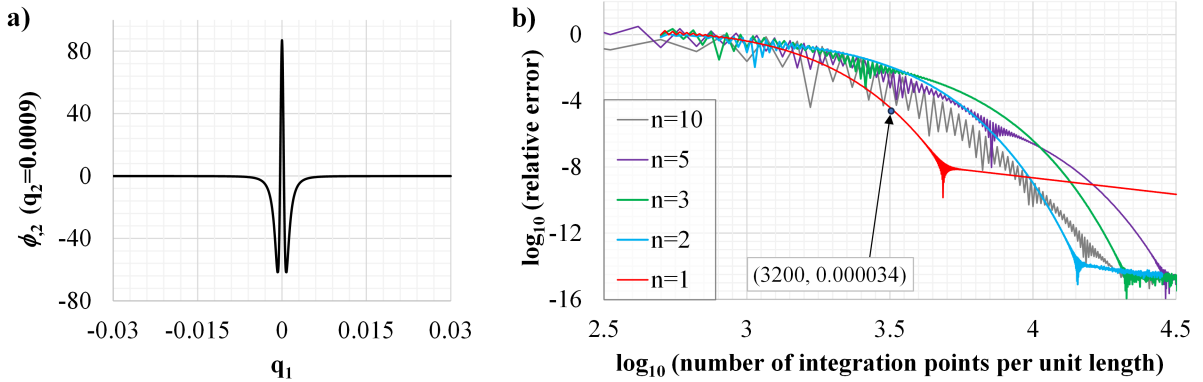 a)
80
40
0
-40
-80
-0.03
-0.015
0
0.015
0.03
ϕ,₂ (q₂=0.0009)
q₁
b)
0
-4
-8
-12
-16
2.5
3
3.5
4
4.5
log₁₀ (relative error)
log₁₀ (number of integration points per unit length)
n=10
n=5
n=3
n=2
n=1
(3200, 0.000034)